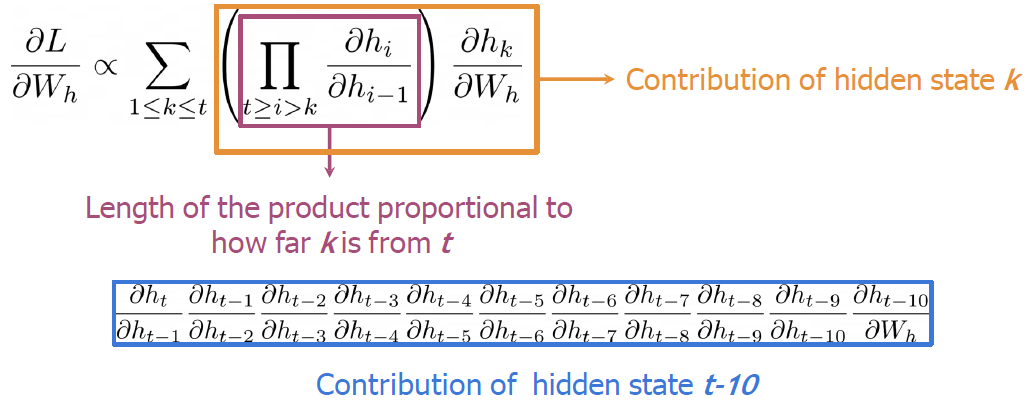 $\frac{\partial L}{\partial W_h} \propto \sum_{1 \leq k \leq t} \left( \prod_{t \geq i > k} \frac{\partial h_i}{\partial h_{i-1}} \right) \frac{\partial h_k}{\partial W_h}$
Contribution of hidden state k
Length of the product proportional to
how far k is from t
$\frac{\partial h_t}{\partial h_{t-1}} \frac{\partial h_{t-1}}{\partial h_{t-2}} \frac{\partial h_{t-2}}{\partial h_{t-3}} \frac{\partial h_{t-3}}{\partial h_{t-4}} \frac{\partial h_{t-4}}{\partial h_{t-5}} \frac{\partial h_{t-5}}{\partial h_{t-6}} \frac{\partial h_{t-6}}{\partial h_{t-7}} \frac{\partial h_{t-7}}{\partial h_{t-8}} \frac{\partial h_{t-8}}{\partial h_{t-9}} \frac{\partial h_{t-9}}{\partial h_{t-10}} \frac{\partial h_{t-10}}{\partial W_h}$
Contribution of hidden state t-10